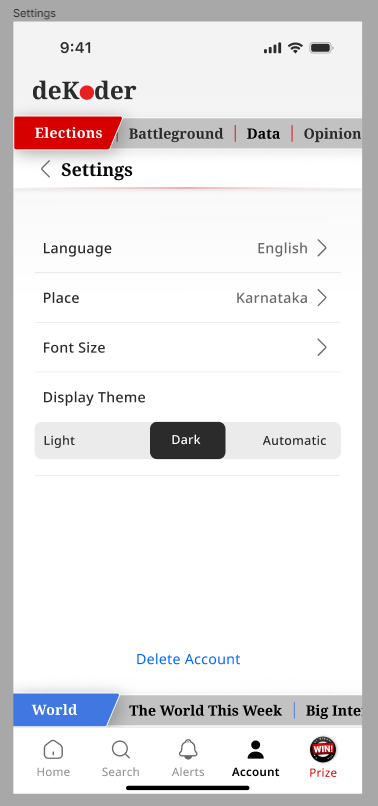 Settings
9:41
deKoder
Elections Battleground Data Opinion
Settings
Language English
Place Karnataka
Font Size
Display Theme
Light Dark Automatic
Delete Account
World The World This Week Big Inte
WIN!
Home Search Alerts Account Prize